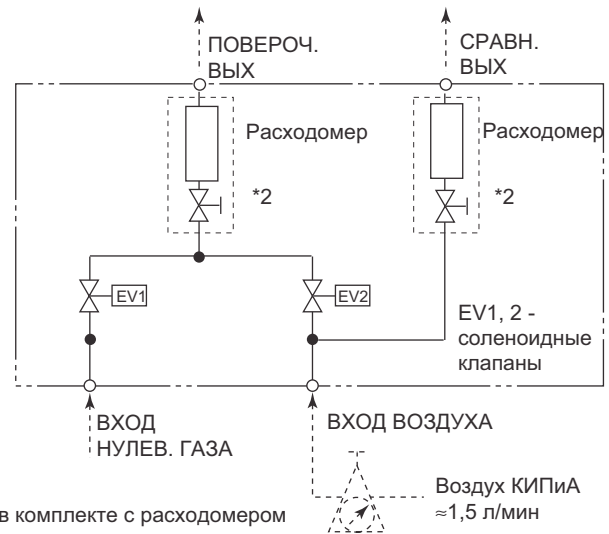 ПОВЕРОЧ.
ВЫХ
СРАВН.
ВЫХ
Расходомер
Расходомер
*2
*2
EV1
EV2
EV1, 2 -
соленоидные
клапаны
ВХОД
НУЛЕВ. ГАЗА
ВХОД ВОЗДУХА
Воздух КИПиА
≈1,5 л/мин
в комплекте с расходомером